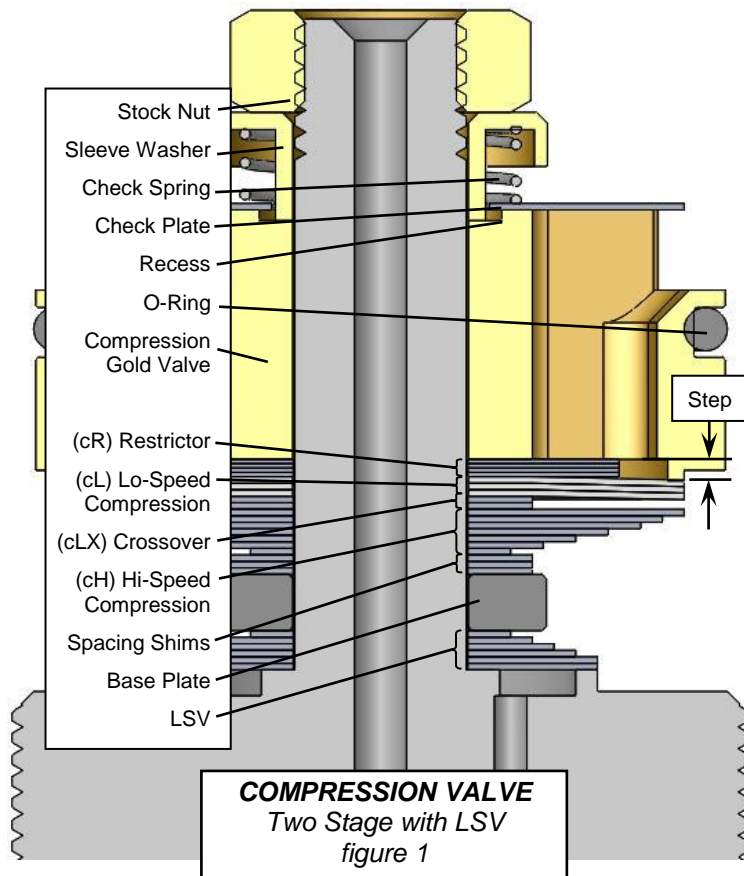 Stock Nut
Sleeve Washer
Check Spring
Check Plate
Recess
O-Ring
Compression
Gold Valve
Step
(cR) Restrictor
(cL) Lo-Speed
Compression
(cLX) Crossover
(cH) Hi-Speed
Compression
Spacing Shims
Base Plate
LSV
COMPRESSION VALVE
Two Stage with LSV
figure 1